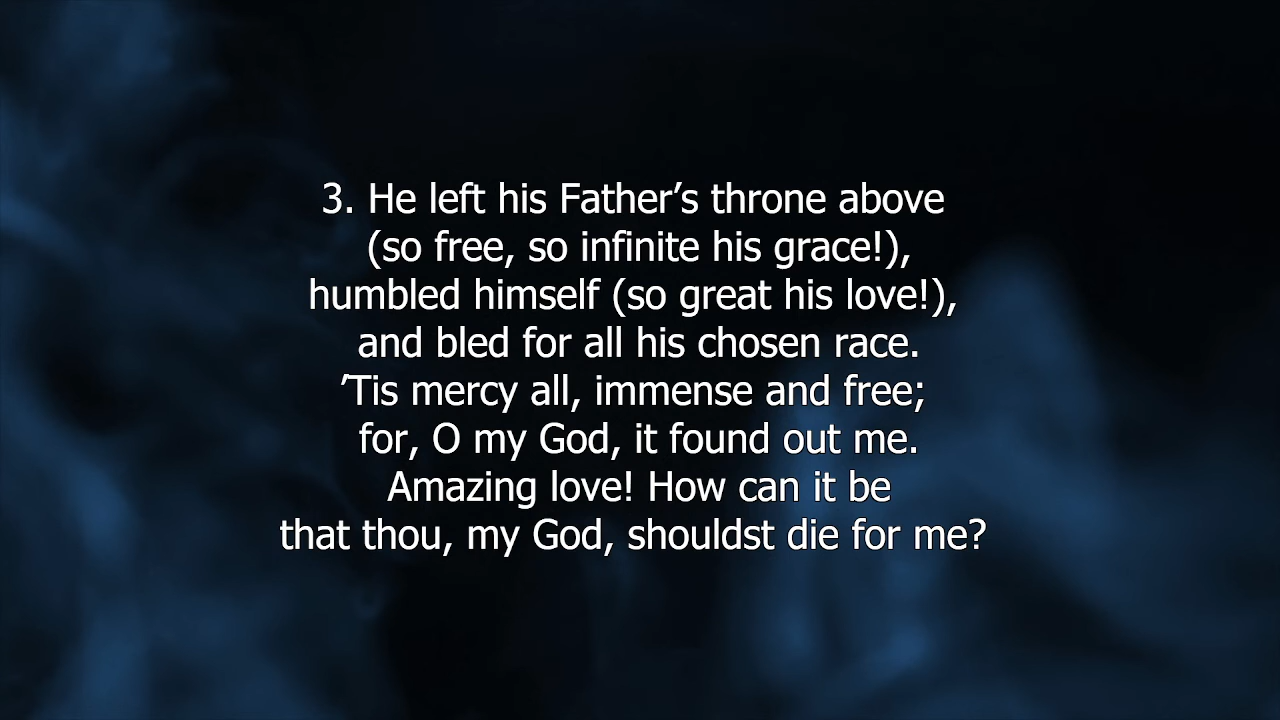 3. He left his Father’s throne above
(so free, so infinite his grace!),
humbled himself (so great his love!),
and bled for all his chosen race.
’Tis mercy all, immense and free;
for, O my God, it found out me.
Amazing love! How can it be
that thou, my God, shouldst die for me?